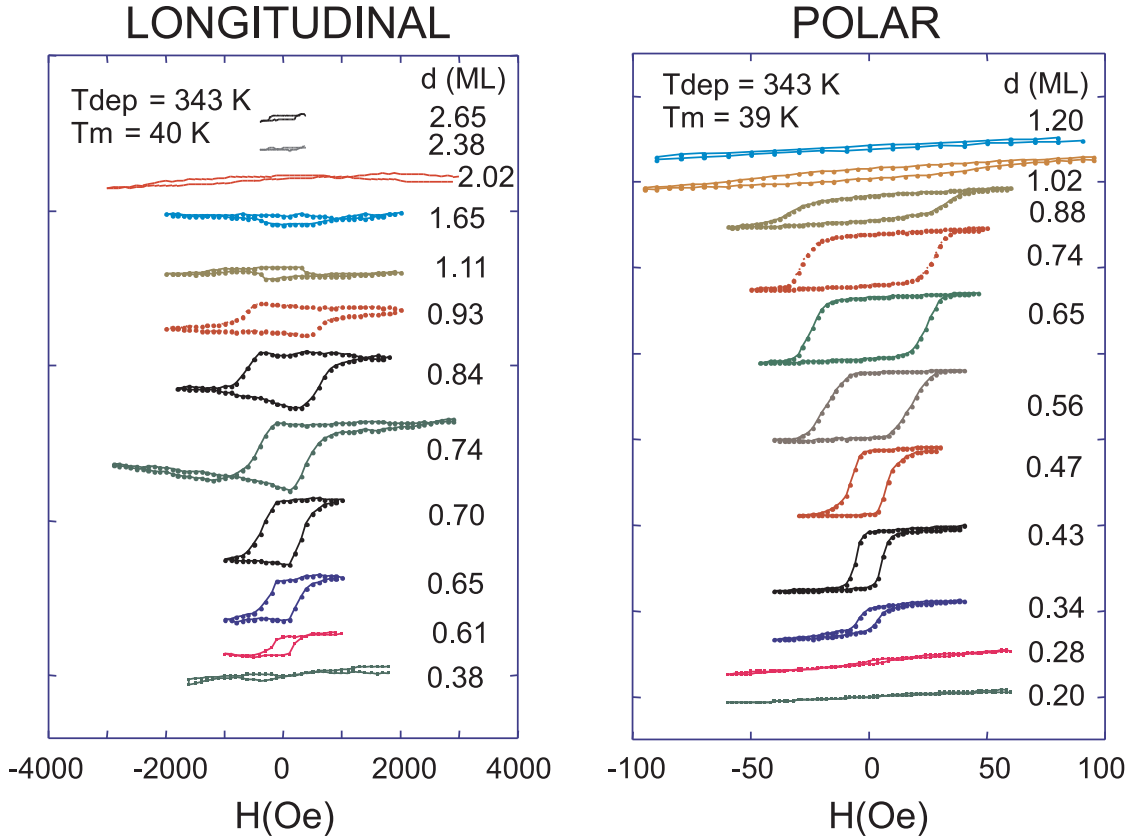 LONGITUDINAL
Tdep = 343 K
Tm = 40 K
d (ML)
2.65
2.38
2.02
1.65
1.11
0.93
0.84
0.74
0.70
0.65
0.61
0.38
-4000 -2000 0 2000 4000
H(Oe)
POLAR
Tdep = 343 K
Tm = 39 K
d (ML)
1.20
1.02
0.88
0.74
0.65
0.56
0.47
0.43
0.34
0.28
0.20
-100 -50 0 50 100
H(Oe)